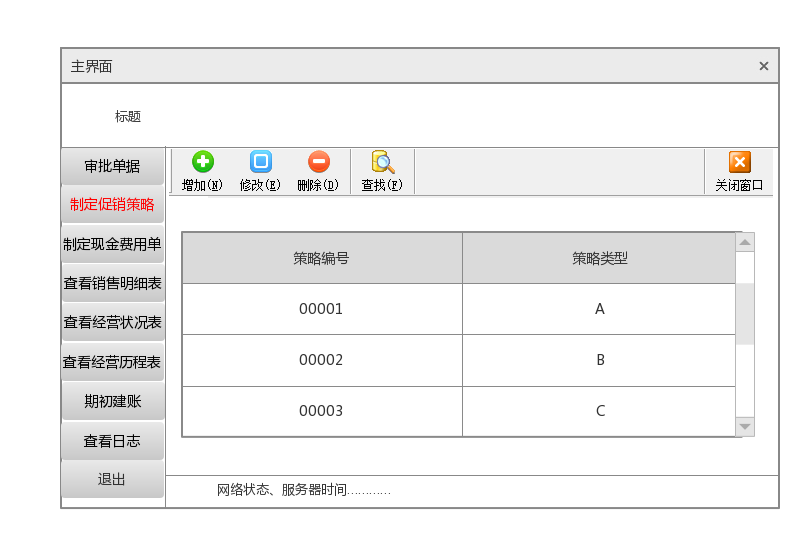 主界面
标题
增加(N) 修改(E) 删除(D) 查找(F) 关闭窗口
审批单据
制定促销策略
制定现金费用单
查看销售明细表
查看经营状况表
查看经营历程表
期初建账
查看日志
退出
策略编号 策略类型
00001 A
00002 B
00003 C
网络状态、服务器时间…………